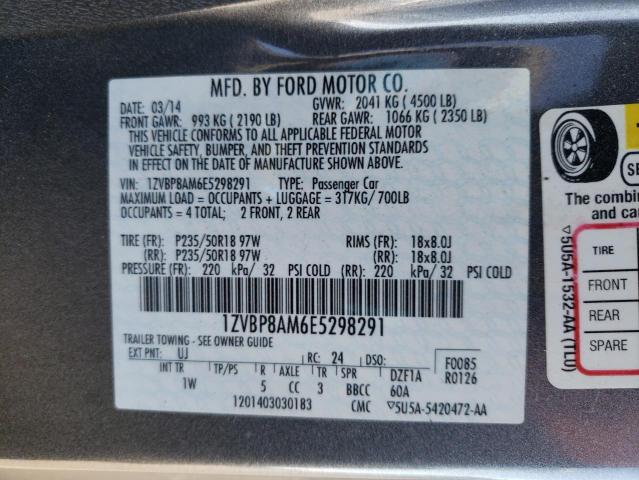 MFD. BY FORD MOTOR CO.
DATE: 03/14 GVWR: 2041 KG ( 4500 LB)
FRONT GAWR: 993 KG ( 2190 LB) REAR GAWR: 1066 KG ( 2350 LB)
THIS VEHICLE CONFORMS TO ALL APPLICABLE FEDERAL MOTOR
VEHICLE SAFETY, BUMPER, AND THEFT PREVENTION STANDARDS
IN EFFECT ON THE DATE OF MANUFACTURE SHOWN ABOVE.
VIN: 1ZVBP8AM6E5298291 TYPE: Passenger Car
MAXIMUM LOAD = OCCUPANTS + LUGGAGE = 317KG/ 700LB
OCCUPANTS = 4 TOTAL; 2 FRONT, 2 REAR
TIRE (FR): P235/50R18 97W RIMS (FR): 18x8.0J
(RR): P235/50R18 97W (RR): 18x8.0J
PRESSURE (FR): 220 kPa/ 32 PSI COLD (RR): 220 kPa/ 32 PSI COLD
1ZVBP8AM6E5298291
TRAILER TOWING - SEE OWNER GUIDE
EXT PNT: UJ RC: 24 DSO: F0085
R0126
INT TR TP/PS R AXLE TR SPR DZF1A
1W 5 CC 3 BBCC 60A
1201403030183 CMC ▽5U5A-5420472-AA
The combin
and ca
TIRE
FRONT
REAR
SPARE
▽5U5A-1532-AA (TLU)